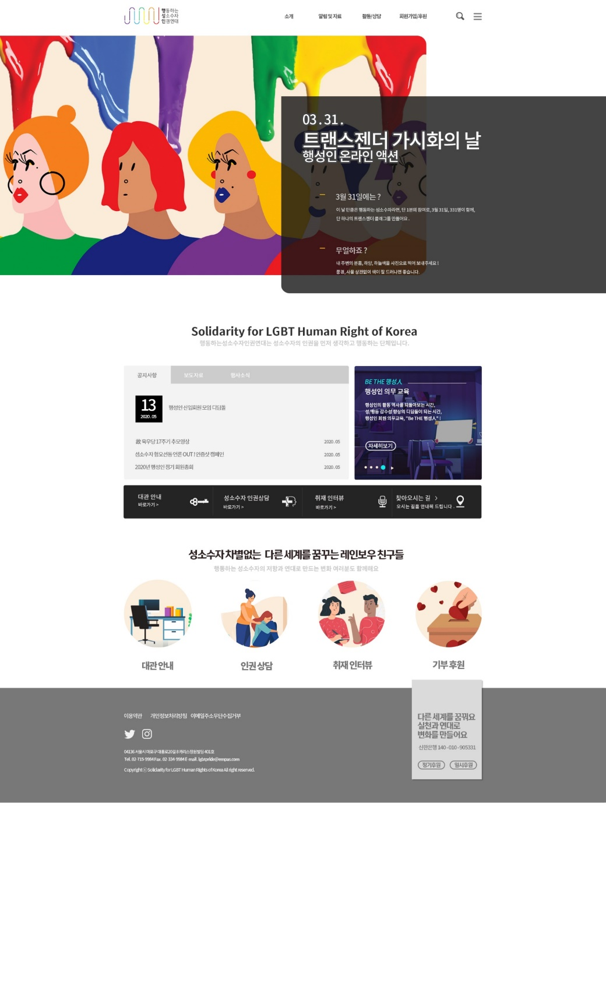 행동하는
성소수자
인권연대
소개
알림 및 자료
활동/상담
회원가입/후원
03 . 31 .
트랜스젠더 가시화의 날
행성인 온라인 액션
3월 31일에는 ?
이 날 만큼은 행동하는 성소수자라면, 단 1분의 참여로, 3월 31일, 331명이 함께,
단 하나의 트랜스젠더 플래그를 만들어요 .
무얼하죠 ?
내 주변의 분홍, 하양, 하늘색을 사진으로 찍어 보내주세요 !
풍경, 사물 상관없이 색이 잘 드러나면 좋습니다.
Solidarity for LGBT Human Right of Korea
행동하는성소수자인권연대는 성소수자의 인권을 먼저 생각하고 행동하는 단체입니다.
공지사항
보도자료
행사소식
13
2020 . 05
행성인 신입회원 모임 디딤돌
故 육우당 17주기 추모영상
2020 . 05
성소수자 혐오선동 언론 OUT ! 인증샷 캠페인
2020 . 05
2020년 행성인 정기 회원총회
2020 . 05
BE THE 행성人
행성인 의무 교육
행성인의 활동 역사를 되돌아보는 시간,
성/평등 감수성 향상의 디딤돌이 되는 시간,
행성인 회원 의무교육, "Be THE 행성人" !
자세히보기
대관 안내
바로가기 >
성소수자 인권상담
바로가기 >
취재 인터뷰
바로가기 >
찾아오시는 길 >
오시는 길을 안내해 드립니다 .
성소수자 차별없는 다른 세계를 꿈꾸는 레인보우 친구들
행동하는 성소수자의 저항과 연대로 만드는 변화 여러분도 함께해요
대관 안내
인권 상담
취재 인터뷰
기부 후원
이용약관
개인정보처리방침
이메일주소무단수집거부
다른 세계를 꿈꿔요
실천과 연대로
변화를 만들어요
신한은행 140 - 010 - 905331
정기후원
일시후원
04136 서울시 마포구 대흥로20길 8 카리스정원빌딩 401호
Tel . 02-715-9984 Fax . 02-334-9984 E-mail . lgbtpride@empas.com
Copyright ⓒ Solidarity for LGBT Human Rights of Korea All right reserved.